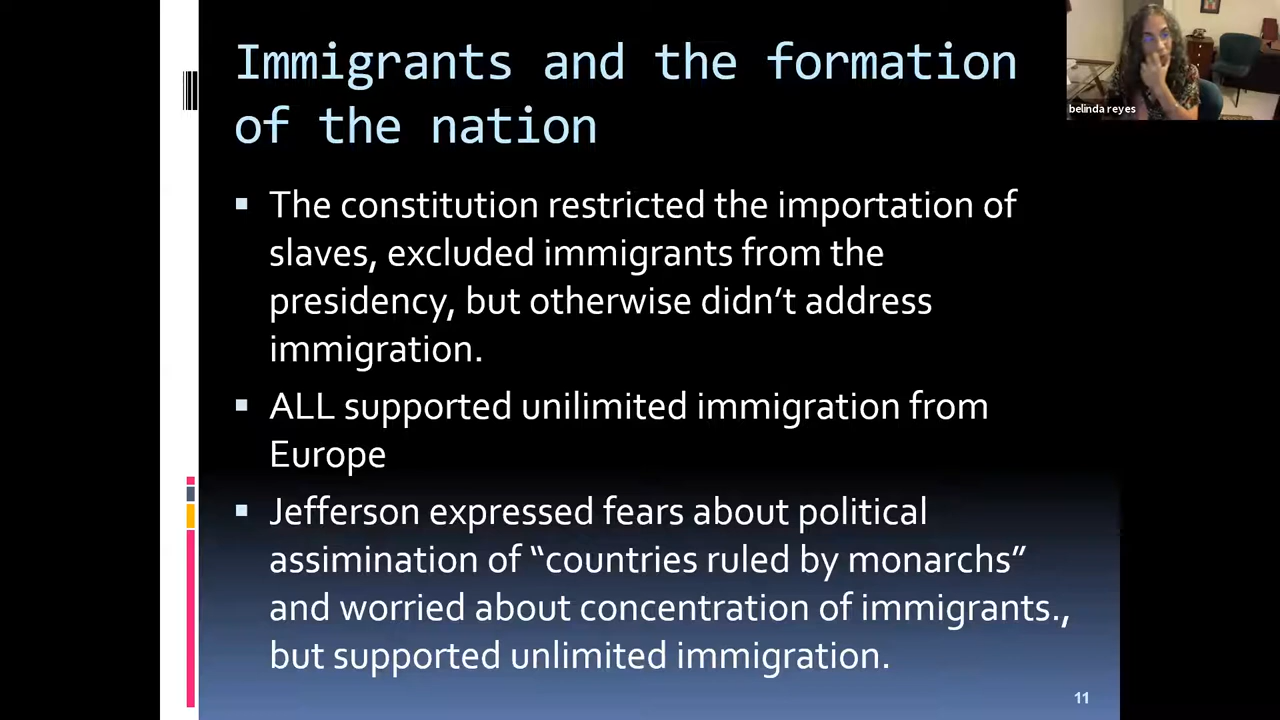 Immigrants and the formation
of the nation
belinda reyes
▪ The constitution restricted the importation of
slaves, excluded immigrants from the
presidency, but otherwise didn’t address
immigration.
▪ ALL supported unilimited immigration from
Europe
▪ Jefferson expressed fears about political
assimination of “countries ruled by monarchs”
and worried about concentration of immigrants.,
but supported unlimited immigration.
11